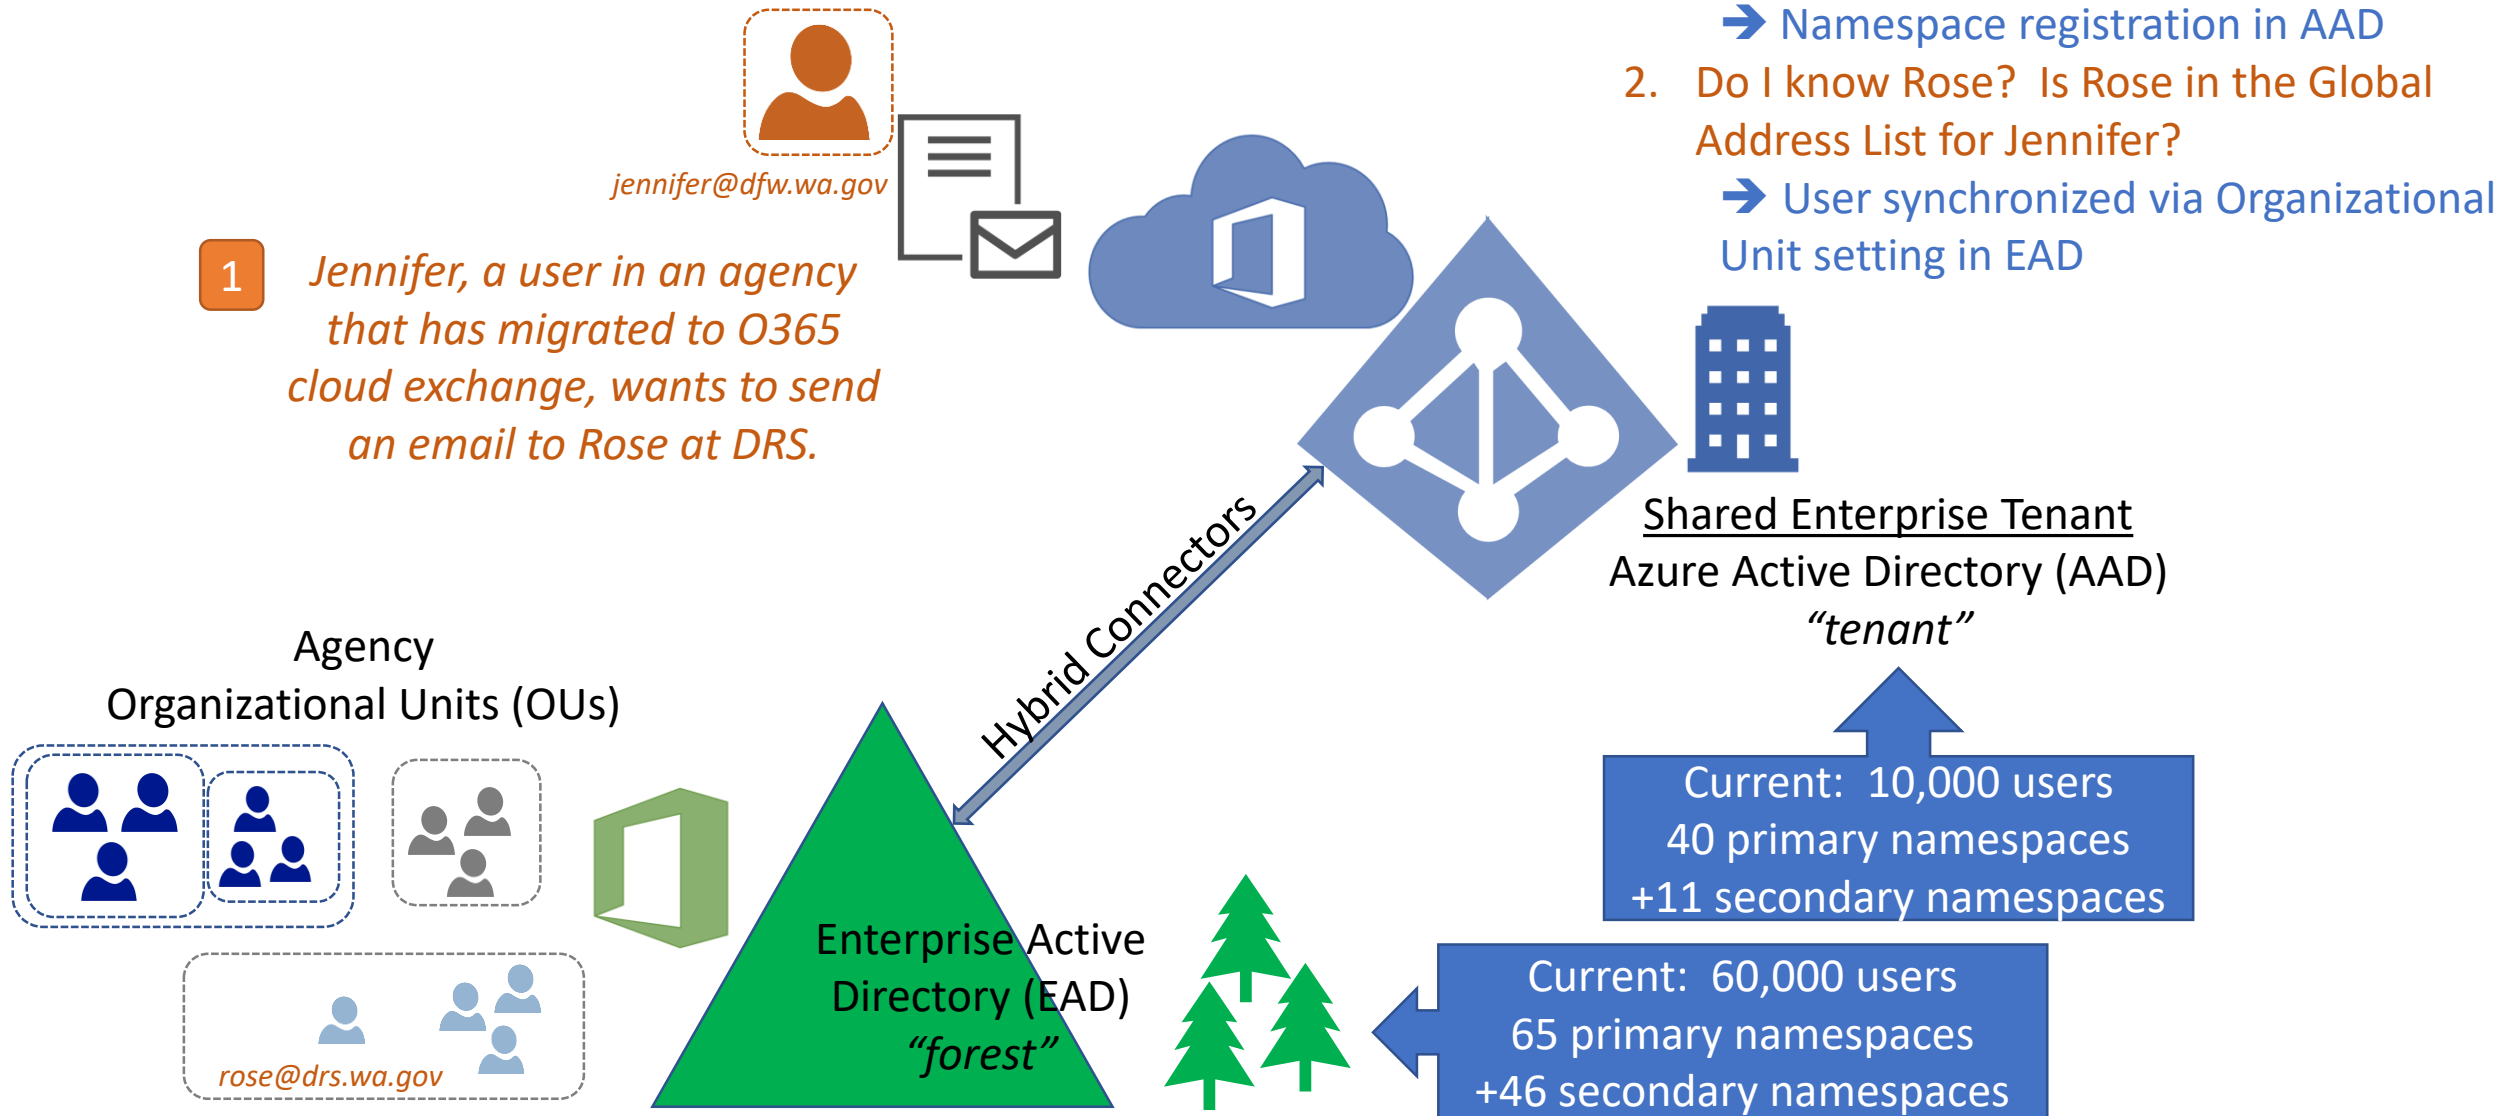 ➔ Namespace registration in AAD
2. Do I know Rose? Is Rose in the Global
Address List for Jennifer?
➔ User synchronized via Organizational
Unit setting in EAD
jennifer@dfw.wa.gov
1
Jennifer, a user in an agency
that has migrated to O365
cloud exchange, wants to send
an email to Rose at DRS.
Hybrid Connectors
Shared Enterprise Tenant
Azure Active Directory (AAD)
“tenant”
Agency
Organizational Units (OUs)
rose@drs.wa.gov
Enterprise Active
Directory (EAD)
“forest”
Current: 10,000 users
40 primary namespaces
+11 secondary namespaces
Current: 60,000 users
65 primary namespaces
+46 secondary namespaces